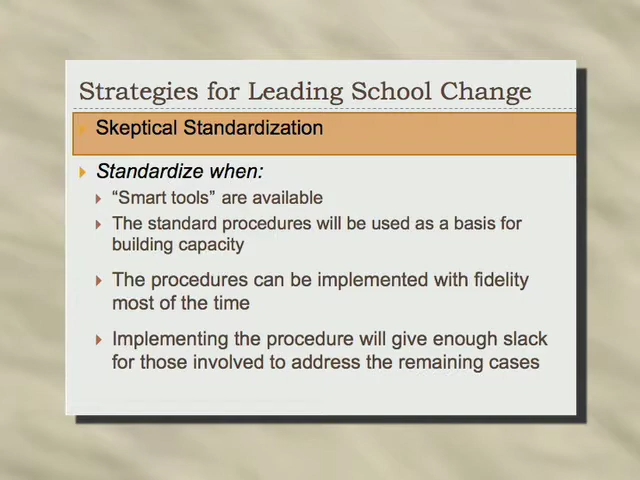 Strategies for Leading School Change
Skeptical Standardization
Standardize when:
“Smart tools” are available
The standard procedures will be used as a basis for
building capacity
The procedures can be implemented with fidelity
most of the time
Implementing the procedure will give enough slack
for those involved to address the remaining cases